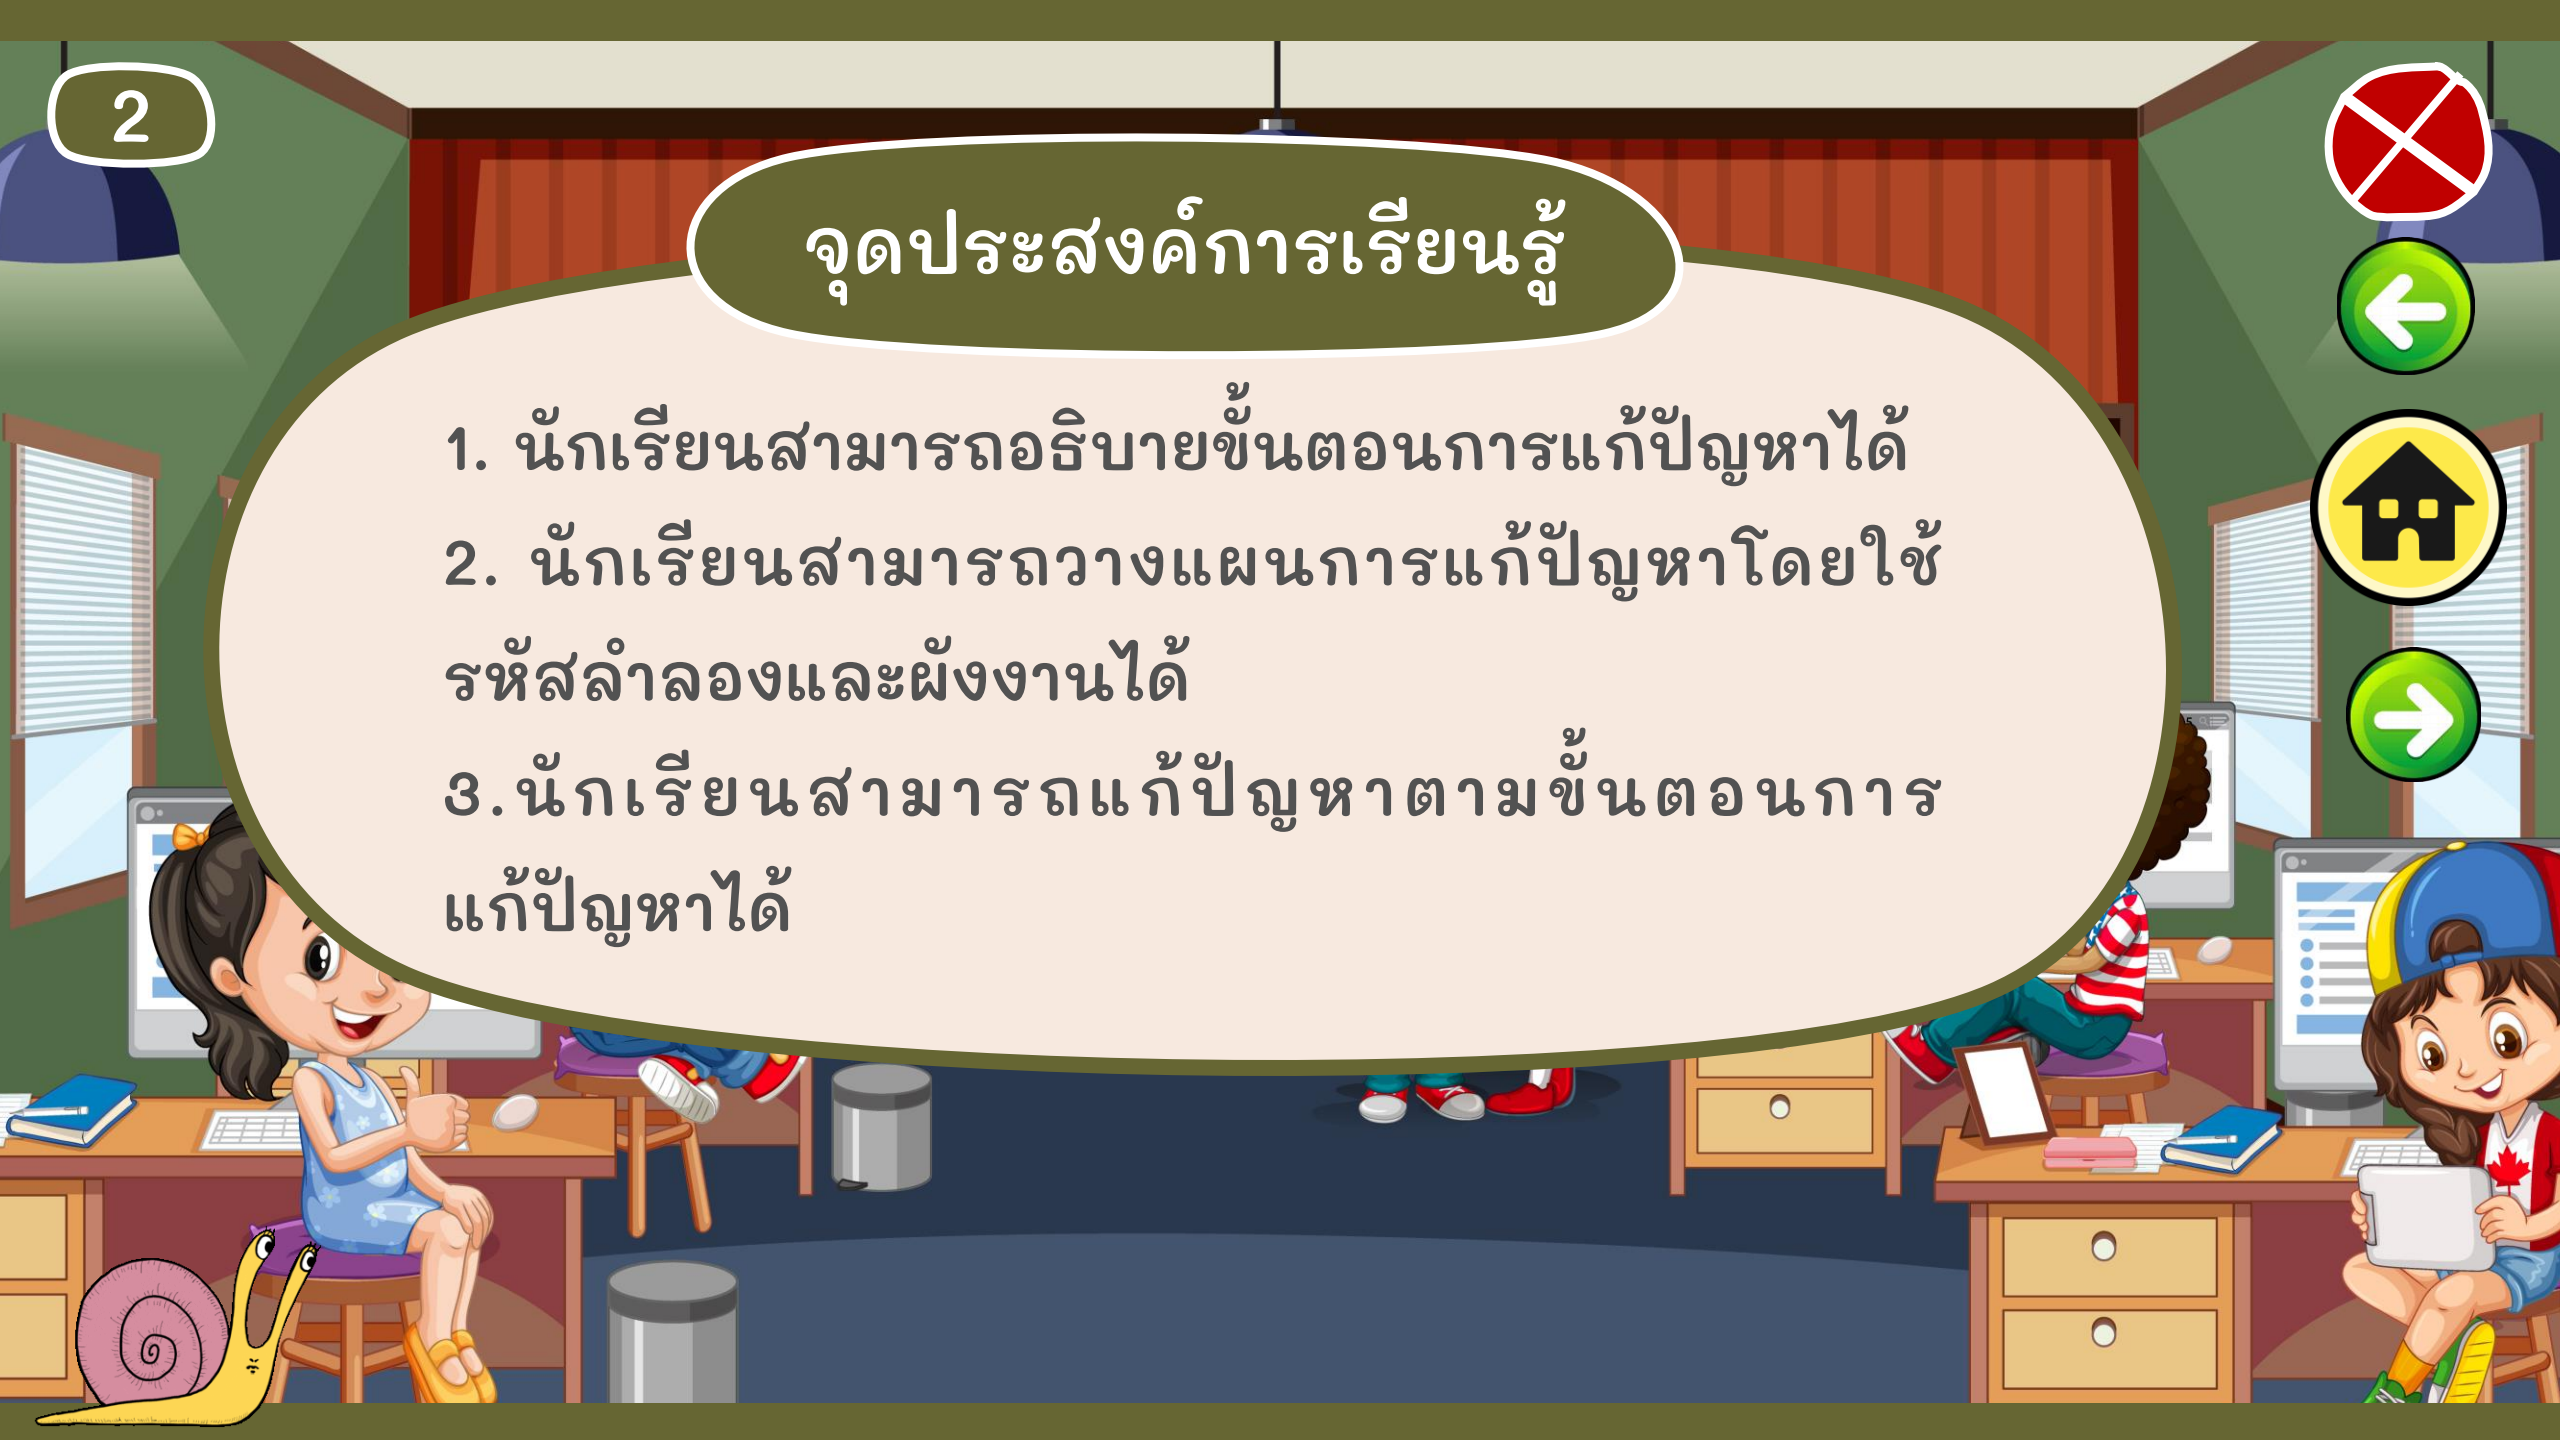 2
จุดประสงค์การเรียนรู้
1. นักเรียนสามารถอธิบายขั้นตอนการแก้ปัญหาได้
2. นักเรียนสามารถวางแผนการแก้ปัญหาโดยใช้
รหัสลำลองและผังงานได้
3.นักเรียนสามารถแก้ปัญหาตามขั้นตอนการ
แก้ปัญหาได้